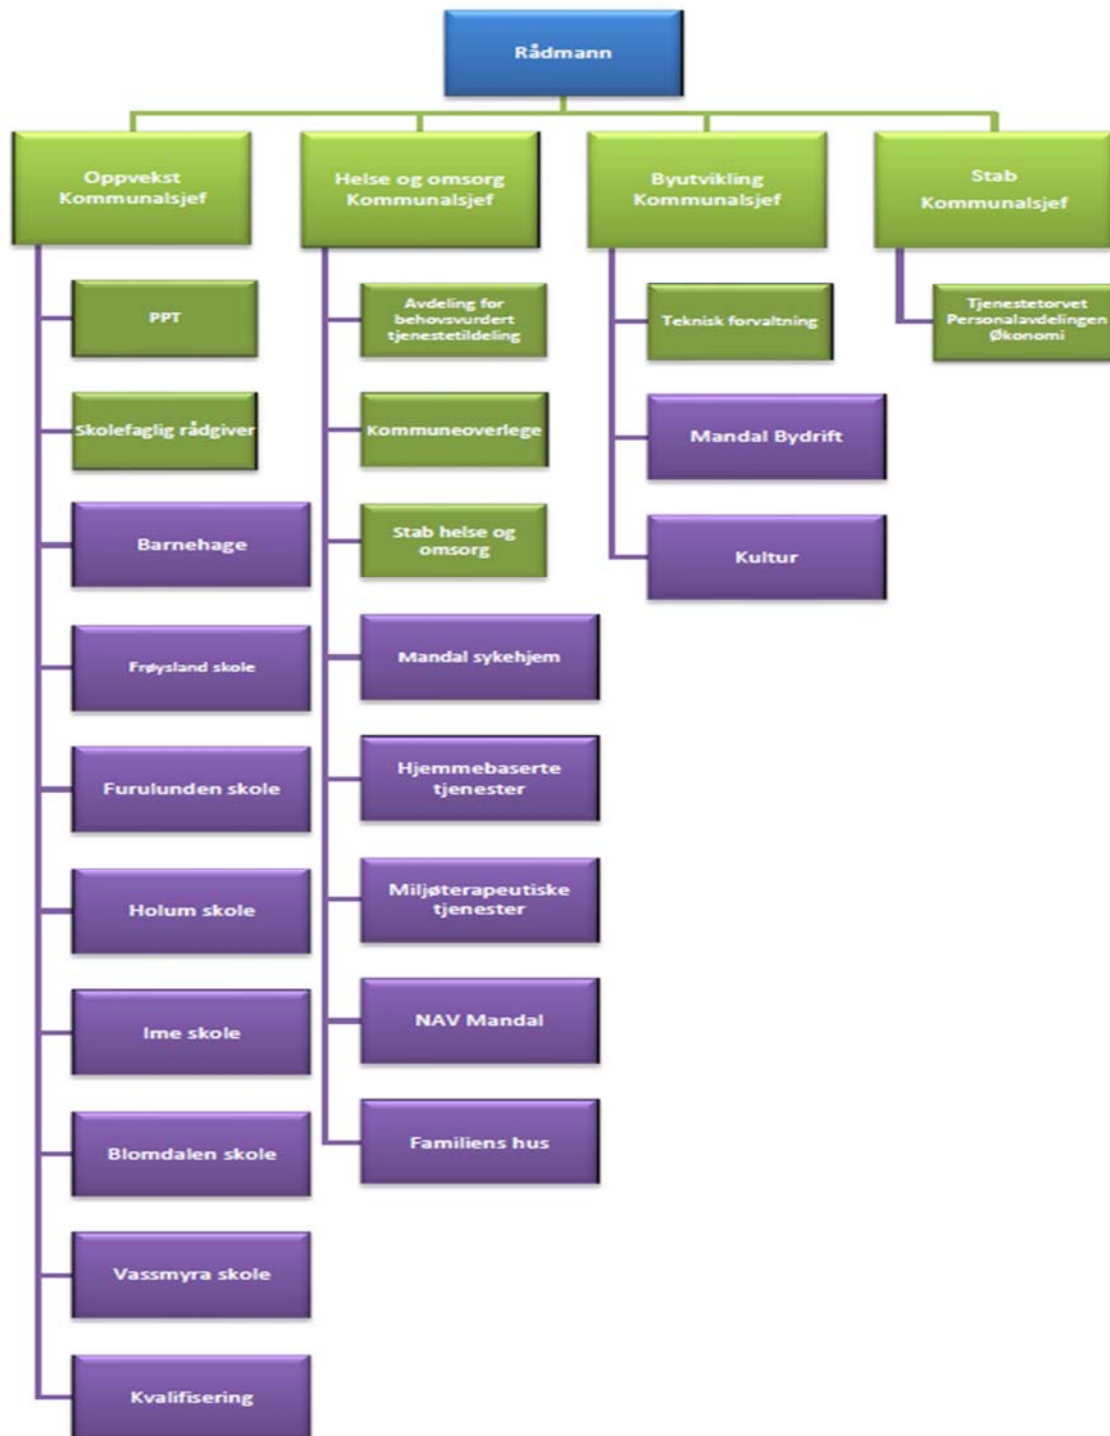 Rådmann
Oppvekst
Kommunalsjef
PPT
Skolefaglig rådgiver
Barnehage
Frøysland skole
Furulunden skole
Holum skole
Ime skole
Blomdalen skole
Vassmyra skole
Kvalifisering
Helse og omsorg
Kommunalsjef
Avdeling for
behovsvurdert
tjenestetildeling
Kommuneoverlege
Stab helse og
omsorg
Mandal sykehjem
Hjemmebaserte
tjenester
Miljøterapeutiske
tjenester
NAV Mandal
Familiens hus
Byutvikling
Kommunalsjef
Teknisk forvaltning
Mandal Bydrift
Kultur
Stab
Kommunalsjef
Tjenestetorvet
Personalavdelingen
Økonomi